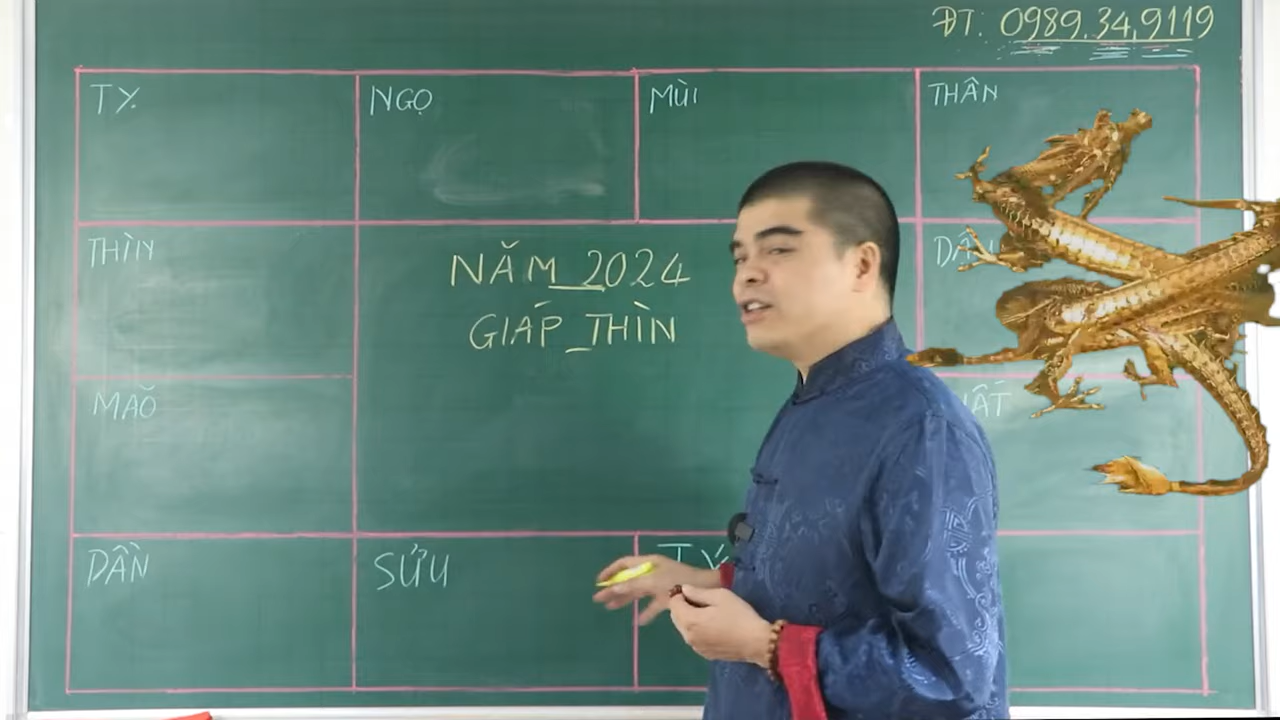 ĐT: 0989.34.9119
TỴ
NGỌ
MÙI
THÂN
THÌN
NĂM 2024
GIÁP THÌN
MÃO
DẦN
SỬU